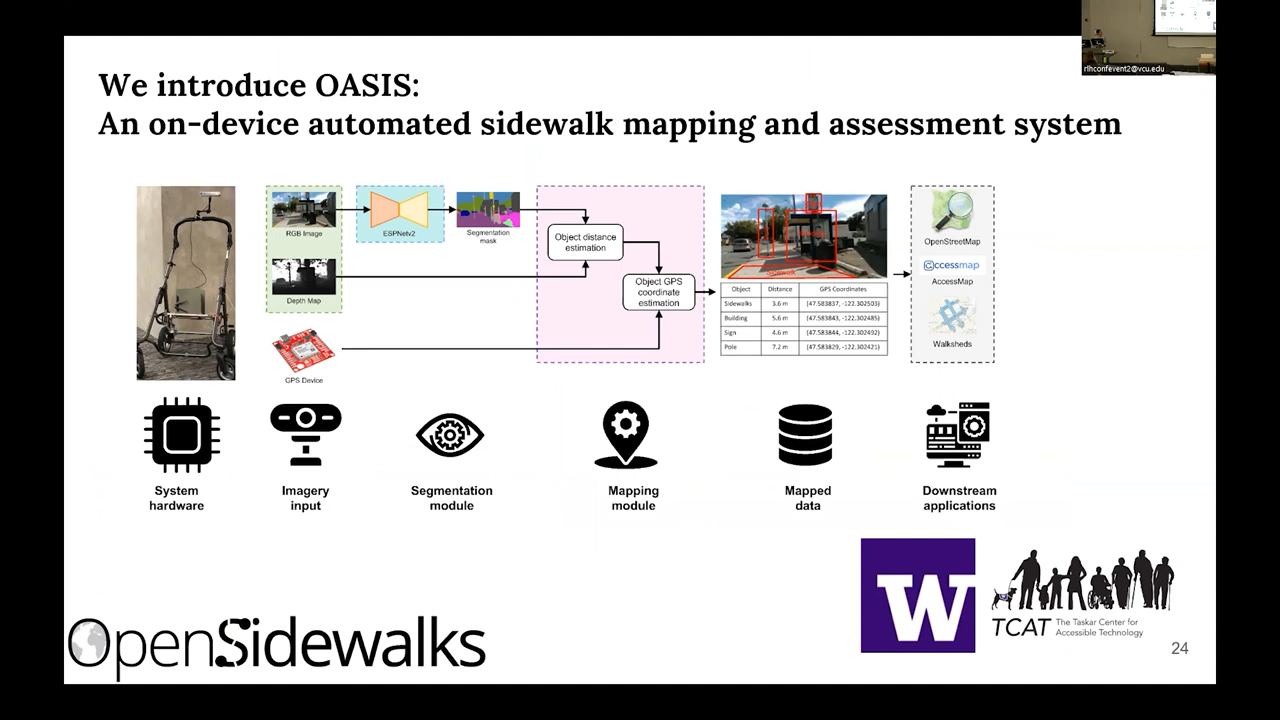 rlhconfevent2@vcu.edu
We introduce OASIS:
An on-device automated sidewalk mapping and assessment system
RGB Image
ESPNetv2
Segmentation
mask
Depth Map
GPS Device
Object distance
estimation
Object GPS
coordinate
estimation
sidewalk
Object Distance GPS Coordinates
Sidewalks 3.6 m (47.583837, -122.302503)
Building 5.6 m (47.583843, -122.302485)
Sign 4.6 m (47.583844, -122.302492)
Pole 7.2 m (47.583829, -122.302421)
OpenStreetMap
accessmap
AccessMap
Walksheds
System
hardware
Imagery
input
Segmentation
module
Mapping
module
Mapped
data
Downstream
applications
OpenSidewalks
W
TCAT The Taskar Center for
Accessible Technology
24